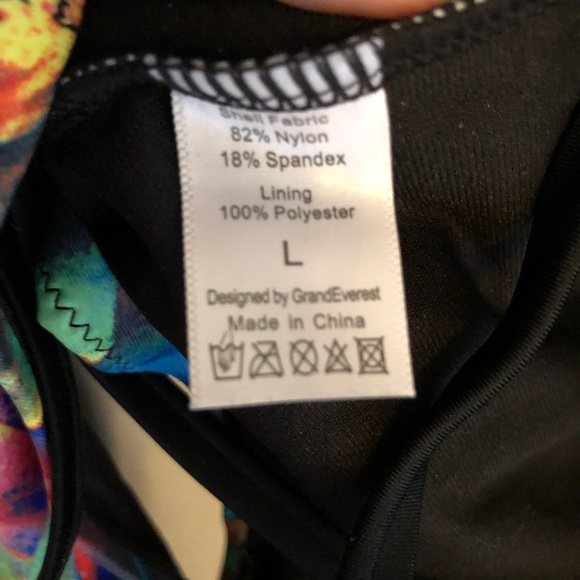 Shell Fabric
82% Nylon
18% Spandex
Lining
100% Polyester
L
Designed by GrandEverest
Made in China